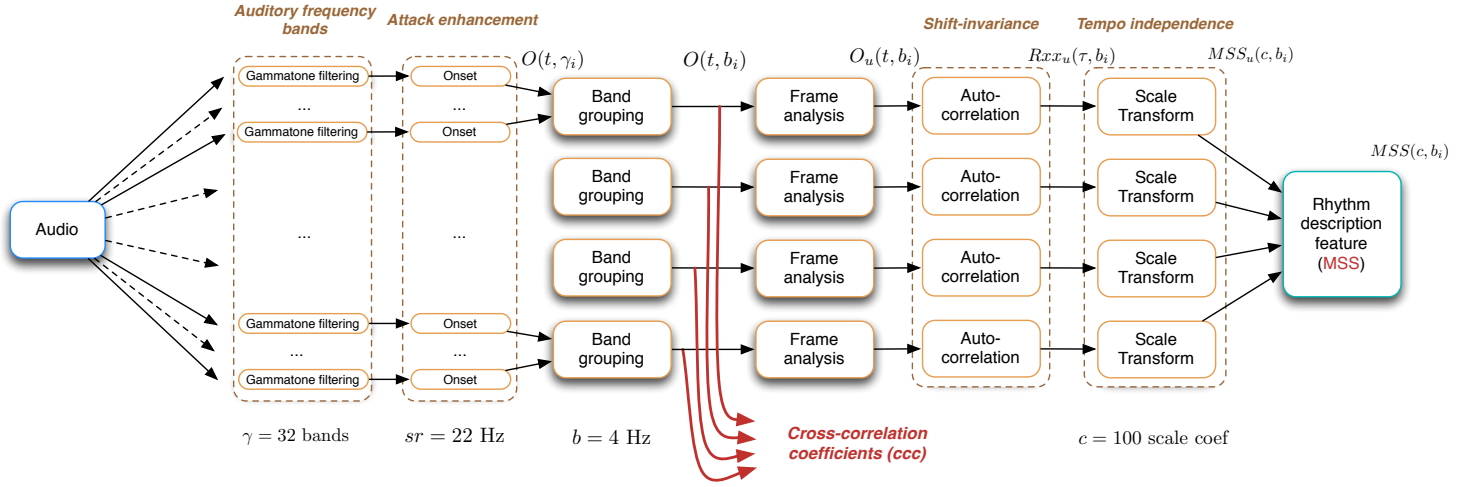 Auditory frequency
bands
Attack enhancement
Shift-invariance
Tempo independence
$O(t, \gamma_i)$
$O(t, b_i)$
$O_u(t, b_i)$
$Rxx_u(\tau, b_i)$
$MSS_u(c, b_i)$
Gammatone filtering
Onset
...
...
Gammatone filtering
Onset
Band
grouping
Frame
analysis
Auto-
correlation
Scale
Transform
$MSS(c, b_i)$
Band
grouping
Frame
analysis
Auto-
correlation
Scale
Transform
Audio
...
...
Rhythm
description
feature
(MSS)
Band
grouping
Frame
analysis
Auto-
correlation
Scale
Transform
Gammatone filtering
Onset
...
...
Gammatone filtering
Onset
Band
grouping
Frame
analysis
Auto-
correlation
Scale
Transform
$\gamma = 32$ bands
$sr = 22$ Hz
$b = 4$ Hz
Cross-correlation
coefficients (ccc)
$c = 100$ scale coef